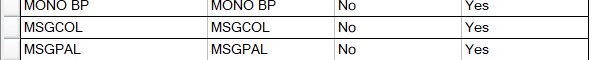 MONO BP MONO BP No Yes
MSGCOL MSGCOL No Yes
MSGPAL MSGPAL No Yes